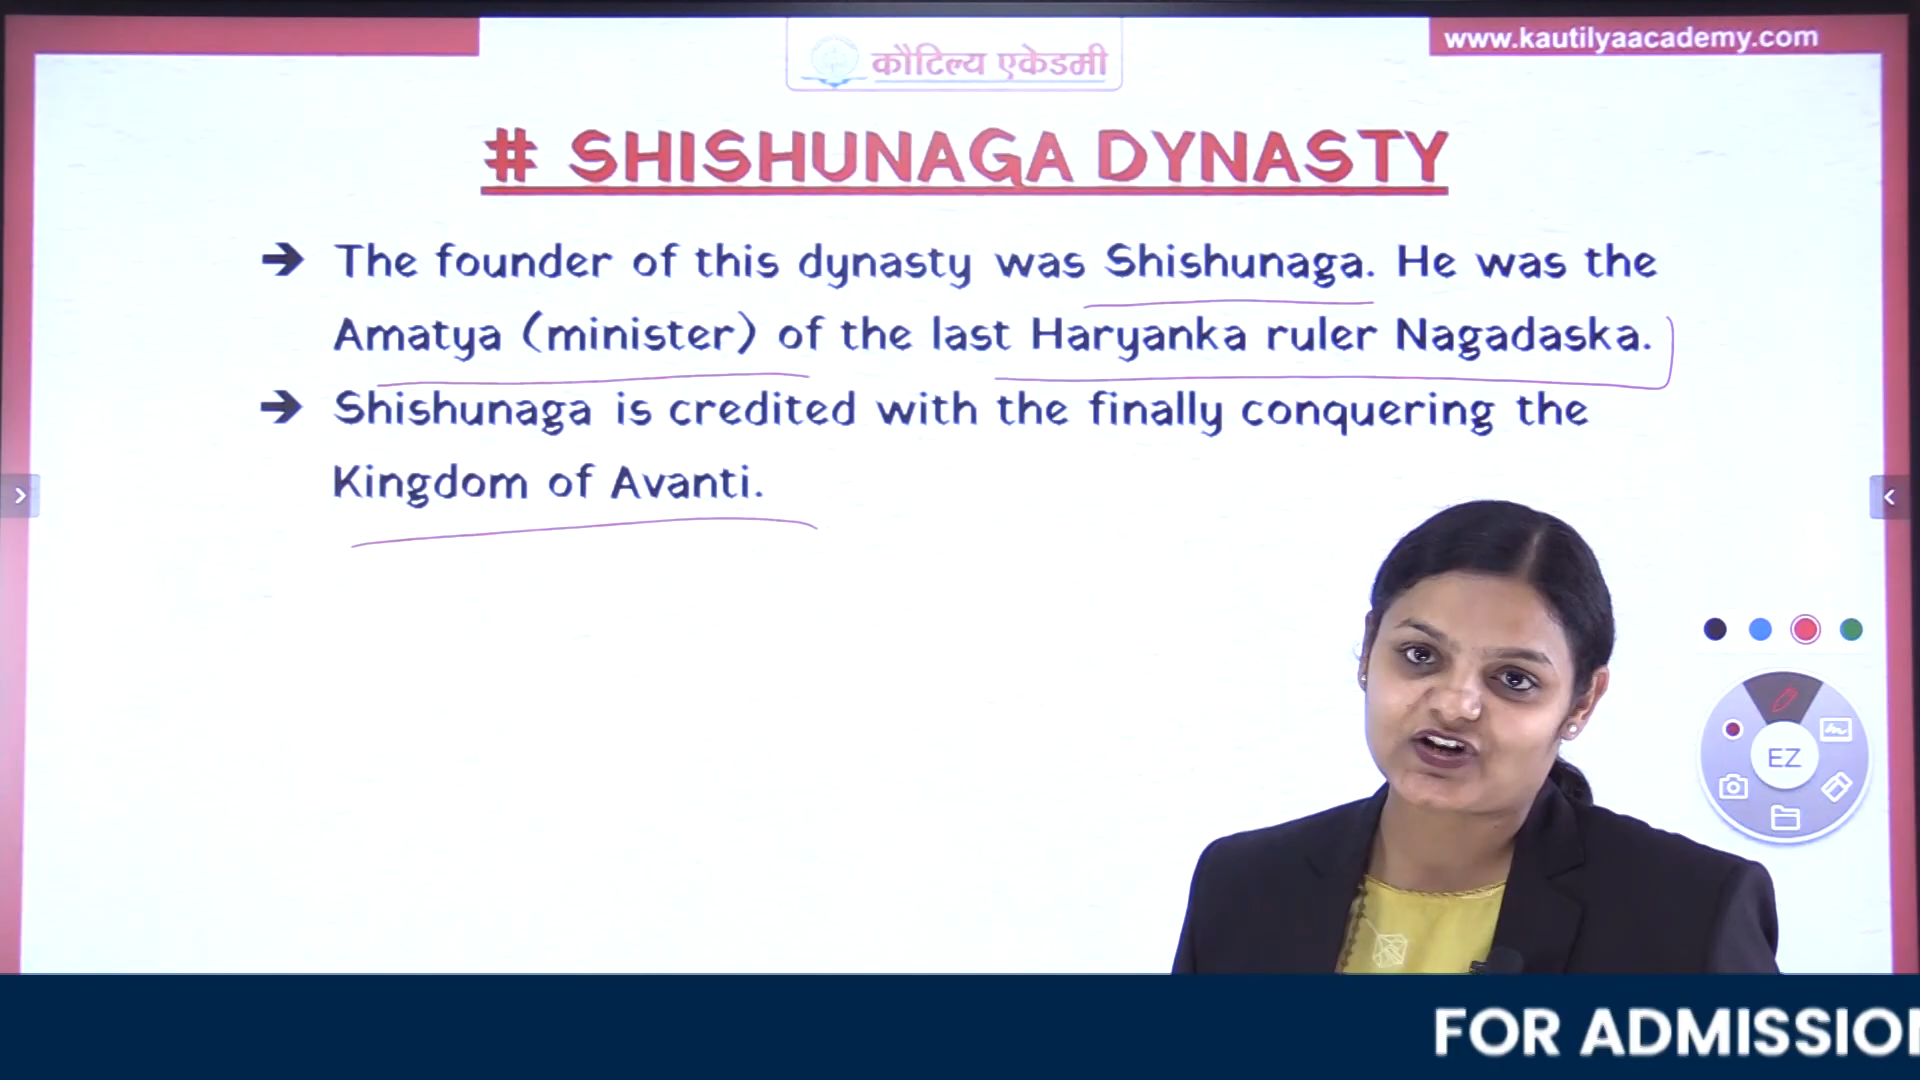 www.kautilyaacademy.com
कौटिल्य एकेडमी
# SHISHUNAGA DYNASTY
→ The founder of this dynasty was Shishunaga. He was the
Amatya (minister) of the last Haryanka ruler Nagadaska.
→ Shishunaga is credited with the finally conquering the
Kingdom of Avanti.
EZ
FOR ADMISSION